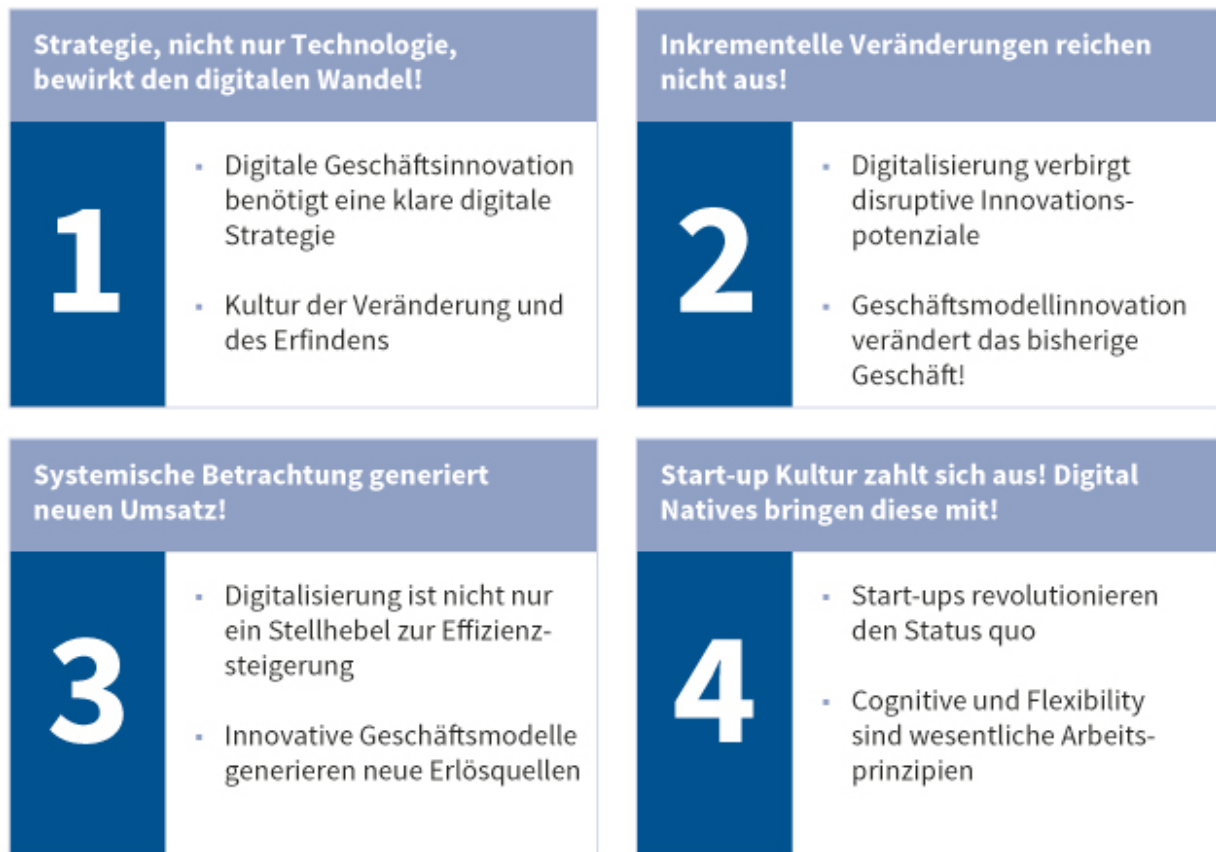 Strategie, nicht nur Technologie,
bewirkt den digitalen Wandel!
1
▪ Digitale Geschäftsinnovation
benötigt eine klare digitale
Strategie
▪ Kultur der Veränderung und
des Erfindens
Inkrementelle Veränderungen reichen
nicht aus!
2
▪ Digitalisierung verbirgt
disruptive Innovations-
potenziale
▪ Geschäftsmodellinnovation
verändert das bisherige
Geschäft!
Systemische Betrachtung generiert
neuen Umsatz!
3
▪ Digitalisierung ist nicht nur
ein Stellhebel zur Effizienz-
steigerung
▪ Innovative Geschäftsmodelle
generieren neue Erlösquellen
Start-up Kultur zahlt sich aus! Digital
Natives bringen diese mit!
4
▪ Start-ups revolutionieren
den Status quo
▪ Cognitive und Flexibility
sind wesentliche Arbeits-
prinzipien